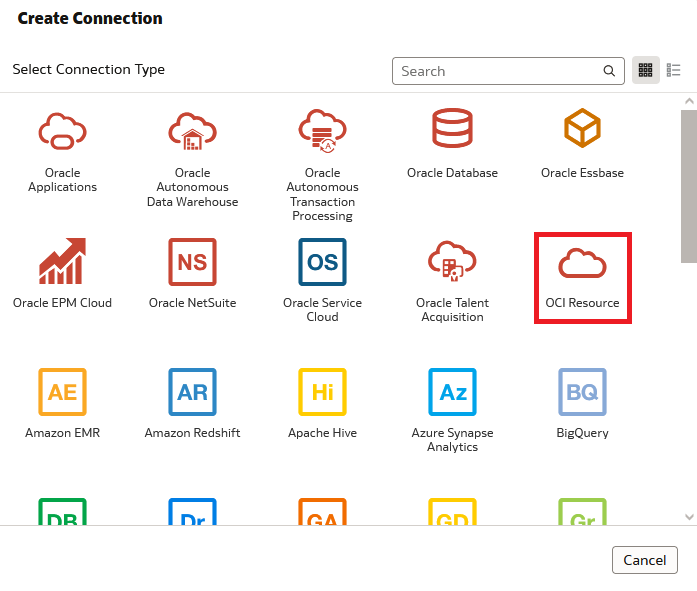 Create Connection
Select Connection Type
Search
Oracle
Applications
Oracle
Autonomous
Data Warehouse
A
Oracle
Autonomous
Transaction
Processing
Oracle Database
Oracle Essbase
Oracle EPM Cloud
NS
Oracle NetSuite
OS
Oracle Service
Cloud
Oracle Talent
Acquisition
OCI Resource
AE
Amazon EMR
AR
Amazon Redshift
Hi
Apache Hive
Az
Azure Synapse
Analytics
BQ
BigQuery
DB
Dr
GA
GD
Gr
Cancel